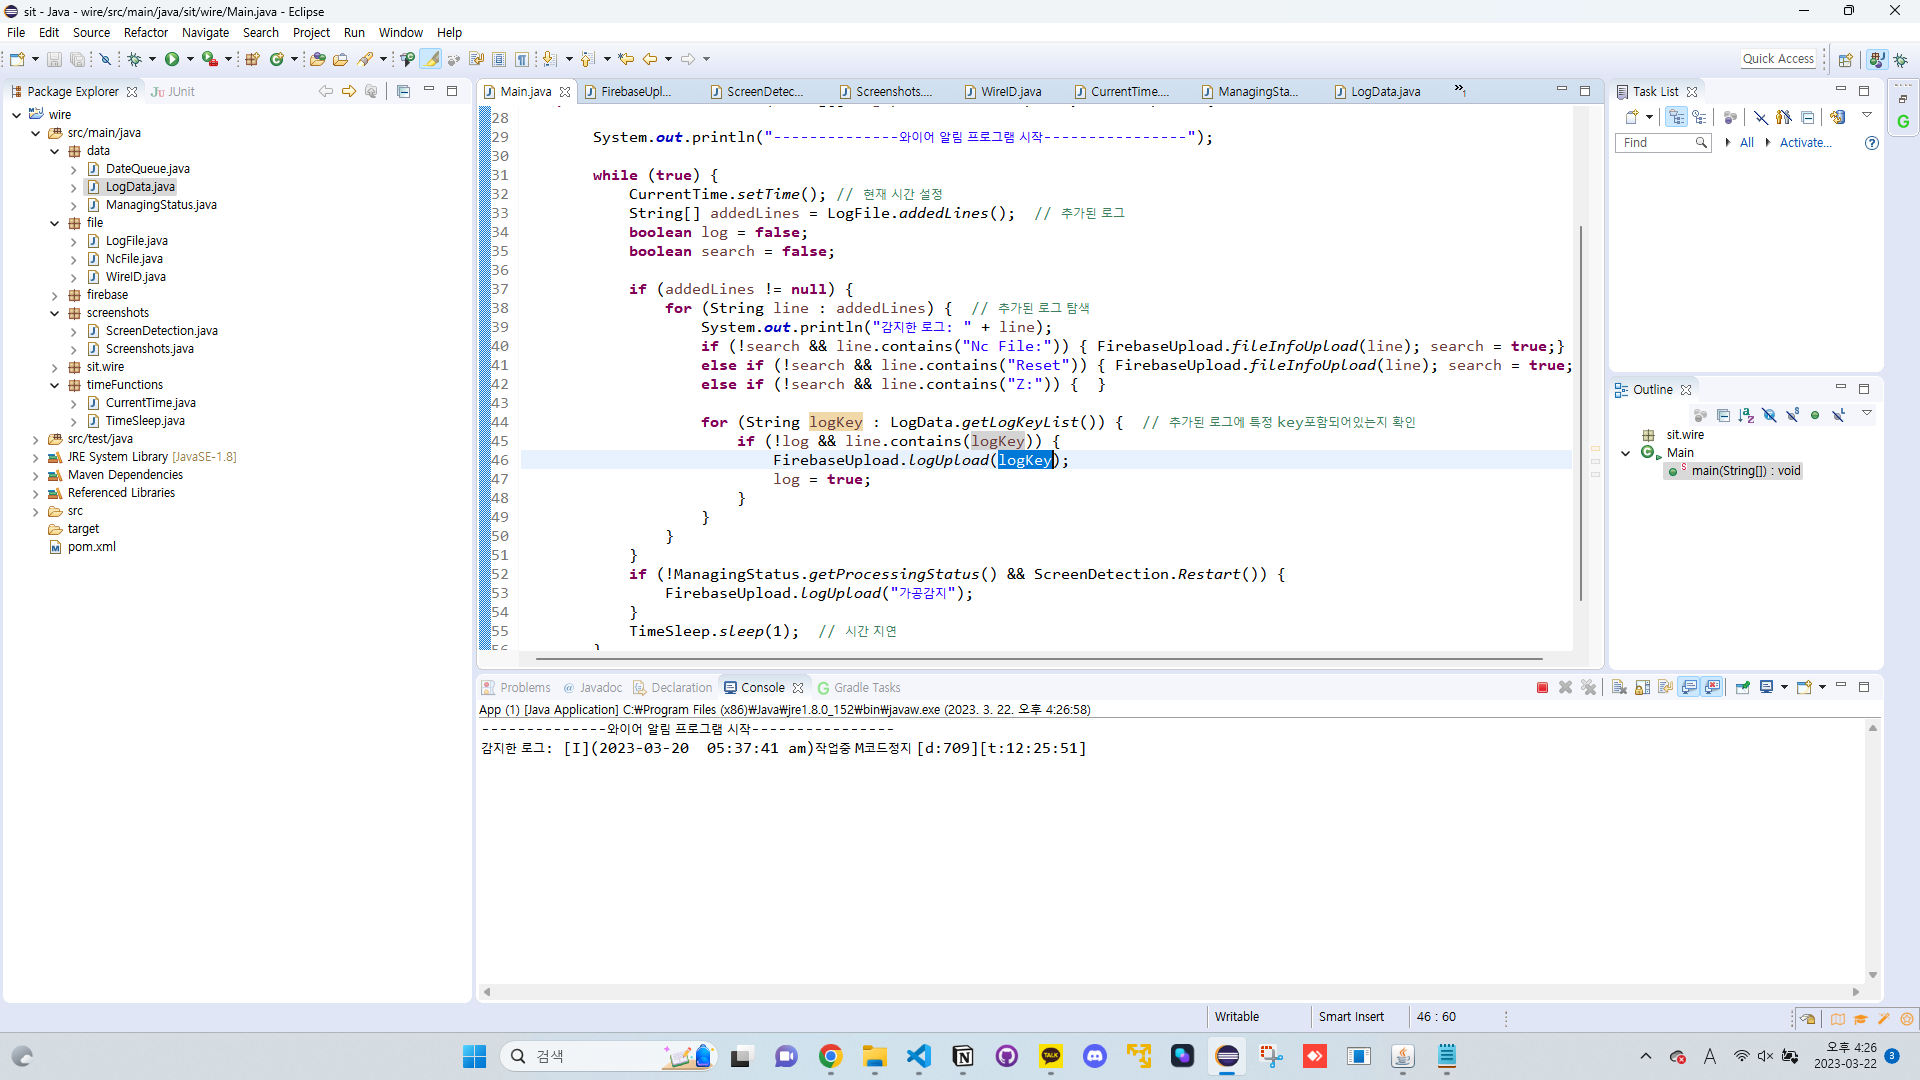 sit - Java - wire/src/main/java/sit/wire/Main.java - Eclipse
File Edit Source Refactor Navigate Search Project Run Window Help
Quick Access
Package Explorer JUnit
wire
src/main/java
data
DateQueue.java
LogData.java
ManagingStatus.java
file
LogFile.java
NcFile.java
WireID.java
firebase
screenshots
ScreenDetection.java
Screenshots.java
sit.wire
timeFunctions
CurrentTime.java
TimeSleep.java
src/test/java
JRE System Library [JavaSE-1.8]
Maven Dependencies
Referenced Libraries
src
target
pom.xml
Main.java FirebaseUpl... ScreenDetec... Screenshots.... WireID.java CurrentTime.... ManagingSta... LogData.java »1
28
29 System.out.println("--------------와이어 알림 프로그램 시작----------------");
30
31 while (true) {
32 CurrentTime.setTime(); // 현재 시간 설정
33 String[] addedLines = LogFile.addedLines(); // 추가된 로그
34 boolean log = false;
35 boolean search = false;
36
37 if (addedLines != null) {
38 for (String line : addedLines) { // 추가된 로그 탐색
39 System.out.println("감지한 로그: " + line);
40 if (!search && line.contains("Nc File:")) { FirebaseUpload.fileInfoUpload(line); search = true;}
41 else if (!search && line.contains("Reset")) { FirebaseUpload.fileInfoUpload(line); search = true;
42 else if (!search && line.contains("Z:")) { }
43
44 for (String logKey : LogData.getLogKeyList()) { // 추가된 로그에 특정 key포함되어있는지 확인
45 if (!log && line.contains(logKey)) {
46 FirebaseUpload.logUpload(logKey);
47 log = true;
48 }
49 }
50 }
51 }
52 if (!ManagingStatus.getProcessingStatus() && ScreenDetection.Restart()) {
53 FirebaseUpload.logUpload("가공감지");
54 }
55 TimeSleep.sleep(1); // 시간 지연
56 }
Task List
Find All Activate...
Outline
sit.wire
Main
main(String[]) : void
Problems Javadoc Declaration Console Gradle Tasks
App (1) [Java Application] C:₩Program Files (x86)₩Java₩jre1.8.0_152₩bin₩javaw.exe (2023. 3. 22. 오후 4:26:58)
--------------와이어 알림 프로그램 시작----------------
감지한 로그: [I](2023-03-20  05:37:41 am)작업중 M코드정지 [d:709][t:12:25:51]
Writable Smart Insert 46 : 60
검색
TALK
A
오후 4:26
2023-03-22
3